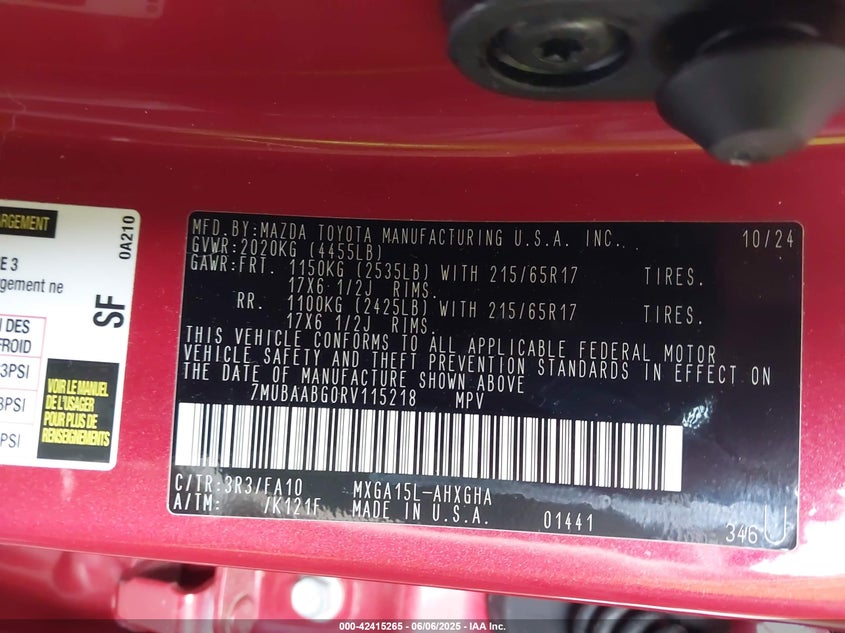 ARGEMENT
0A210
E 3
rgement ne
SF
I DES
FROID
3PSI
3PSI
PSI
VOIR LE MANUEL
DE L'USAGER
POUR PLUS DE
RENSEIGNEMENTS
MFD.BY:MAZDA TOYOTA MANUFACTURING U.S.A. INC. 10/24
GVWR:2020KG (4455LB)
GAWR:FRT. 1150KG (2535LB) WITH 215/65R17 TIRES.
17X6 1/2J RIMS.
RR. 1100KG (2425LB) WITH 215/65R17 TIRES.
17X6 1/2J RIMS.
THIS VEHICLE CONFORMS TO ALL APPLICABLE FEDERAL MOTOR
VEHICLE SAFETY AND THEFT PREVENTION STANDARDS IN EFFECT ON
THE DATE OF MANUFACTURE SHOWN ABOVE
7MUBAABG0RV115218 MPV
C/TR:3R3/FA10 MXGA15L-AHXGHA
A/TM: /K121F MADE IN U.S.A. 01441
346 U
000-42415265 - 06/06/2025 - IAA Inc.